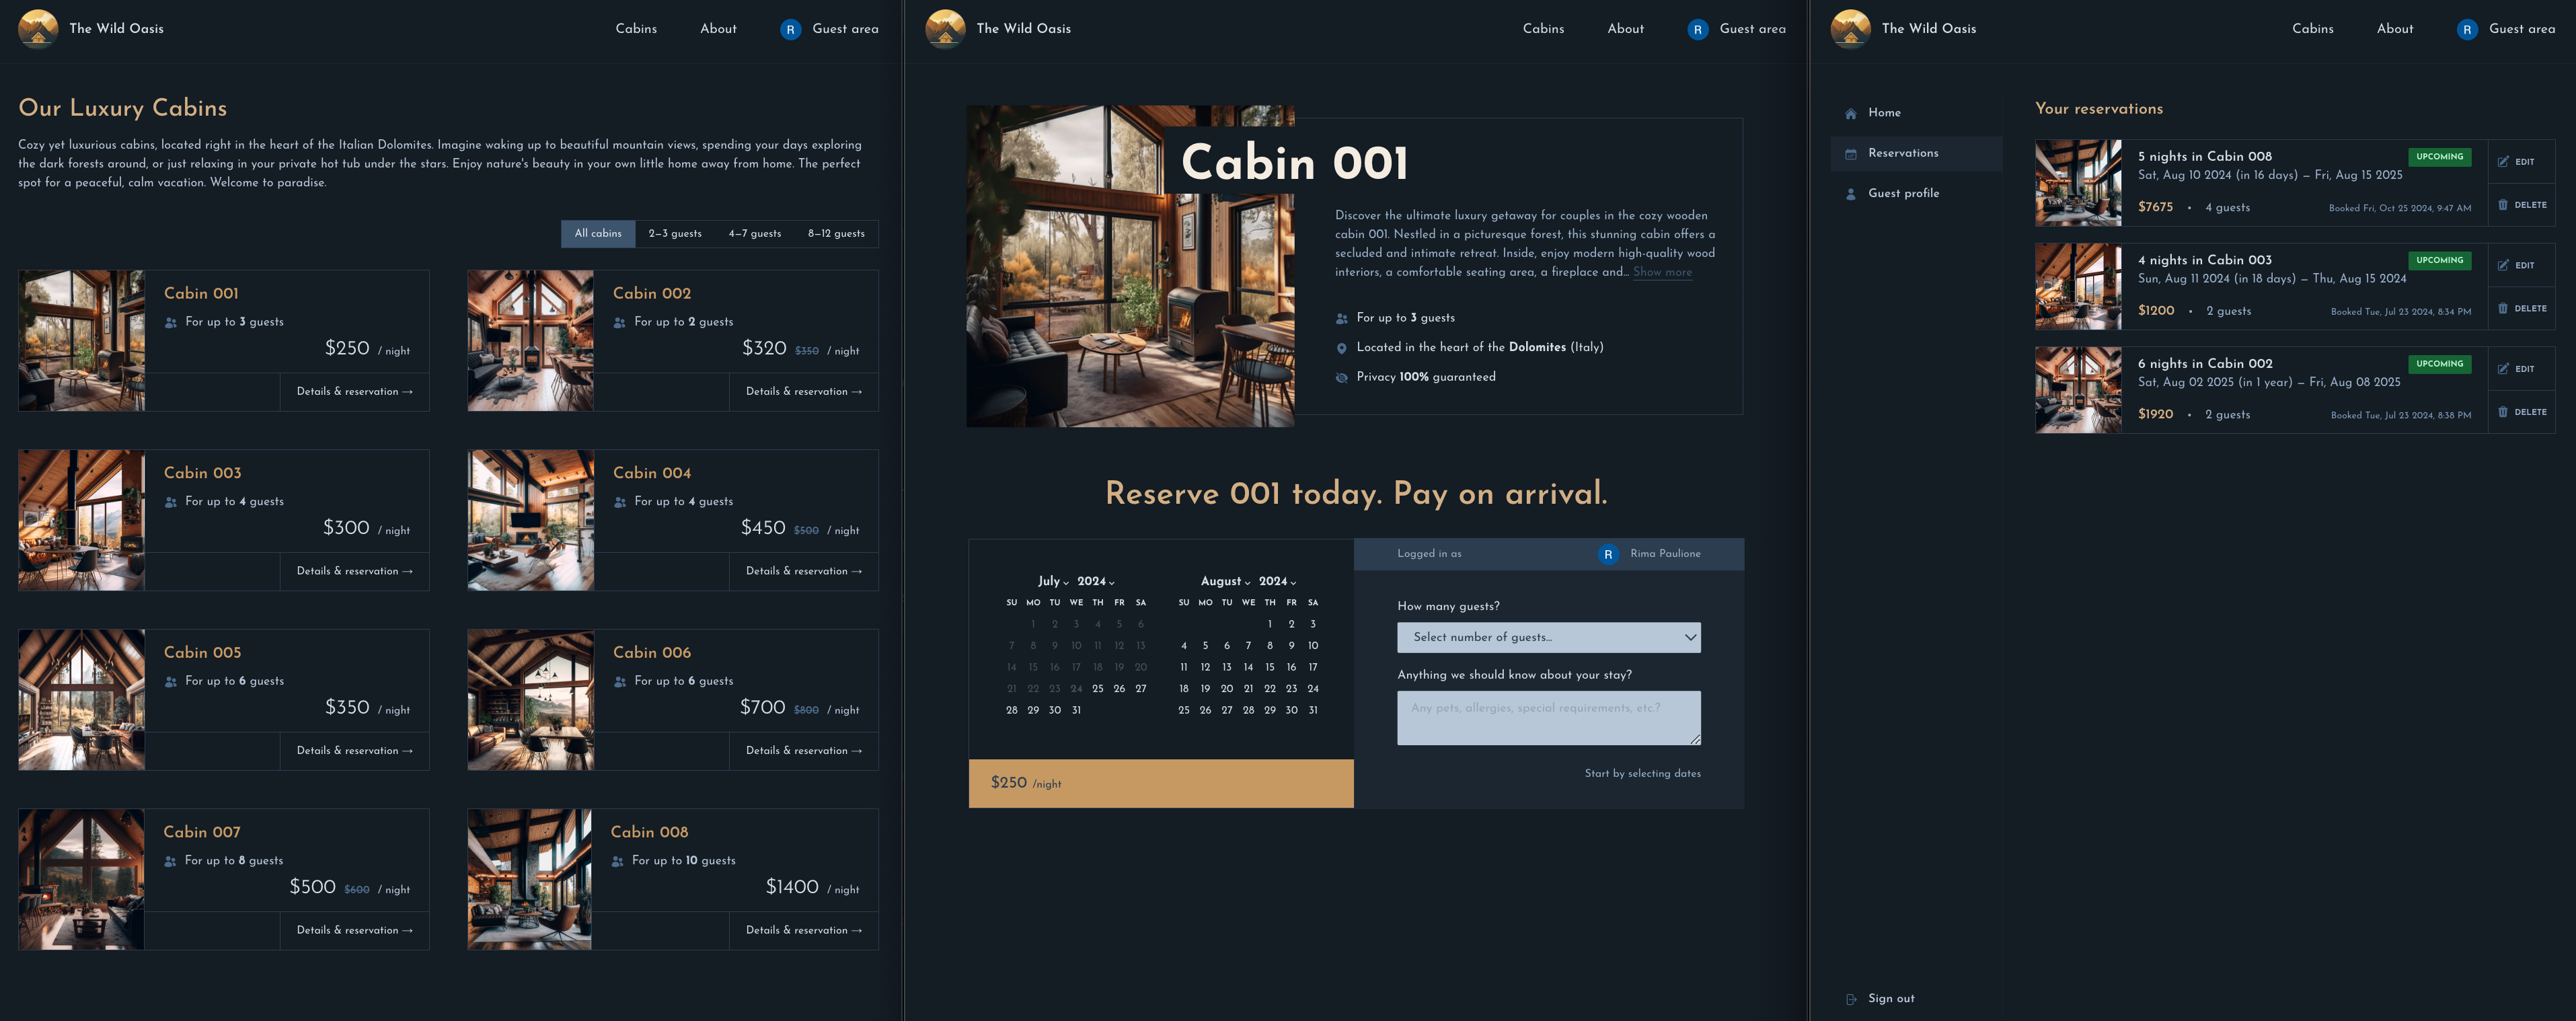 The Wild Oasis
Cabins About R Guest area
Our Luxury Cabins
Cozy yet luxurious cabins, located right in the heart of the Italian Dolomites. Imagine waking up to beautiful mountain views, spending your days exploring
the dark forests around, or just relaxing in your private hot tub under the stars. Enjoy nature's beauty in your own little home away from home. The perfect
spot for a peaceful, calm vacation. Welcome to paradise.
All cabins 2–3 guests 4–7 guests 8–12 guests
Cabin 001
For up to 3 guests
$250 / night
Details & reservation →
Cabin 002
For up to 2 guests
$320 $350 / night
Details & reservation →
Cabin 003
For up to 4 guests
$300 / night
Details & reservation →
Cabin 004
For up to 4 guests
$450 $500 / night
Details & reservation →
Cabin 005
For up to 6 guests
$350 / night
Details & reservation →
Cabin 006
For up to 6 guests
$700 $800 / night
Details & reservation →
Cabin 007
For up to 8 guests
$500 $600 / night
Details & reservation →
Cabin 008
For up to 10 guests
$1400 / night
Details & reservation →
The Wild Oasis
Cabins About R Guest area
Cabin 001
Discover the ultimate luxury getaway for couples in the cozy wooden
cabin 001. Nestled in a picturesque forest, this stunning cabin offers a
secluded and intimate retreat. Inside, enjoy modern high-quality wood
interiors, a comfortable seating area, a fireplace and... Show more
For up to 3 guests
Located in the heart of the Dolomites (Italy)
Privacy 100% guaranteed
Reserve 001 today. Pay on arrival.
July 2024
SU MO TU WE TH FR SA
1 2 3 4 5 6
7 8 9 10 11 12 13
14 15 16 17 18 19 20
21 22 23 24 25 26 27
28 29 30 31
August 2024
SU MO TU WE TH FR SA
1 2 3
4 5 6 7 8 9 10
11 12 13 14 15 16 17
18 19 20 21 22 23 24
25 26 27 28 29 30 31
$250 /night
Logged in as R Rima Paulione
How many guests?
Select number of guests...
Anything we should know about your stay?
Any pets, allergies, special requirements, etc.?
Start by selecting dates
The Wild Oasis
Cabins About R Guest area
Home
Reservations
Guest profile
Sign out
Your reservations
5 nights in Cabin 008 UPCOMING
Sat, Aug 10 2024 (in 16 days) — Fri, Aug 15 2025
$7675 • 4 guests Booked Fri, Oct 25 2024, 9:47 AM
EDIT
DELETE
4 nights in Cabin 003 UPCOMING
Sun, Aug 11 2024 (in 18 days) — Thu, Aug 15 2024
$1200 • 2 guests Booked Tue, Jul 23 2024, 8:34 PM
EDIT
DELETE
6 nights in Cabin 002 UPCOMING
Sat, Aug 02 2025 (in 1 year) — Fri, Aug 08 2025
$1920 • 2 guests Booked Tue, Jul 23 2024, 8:38 PM
EDIT
DELETE